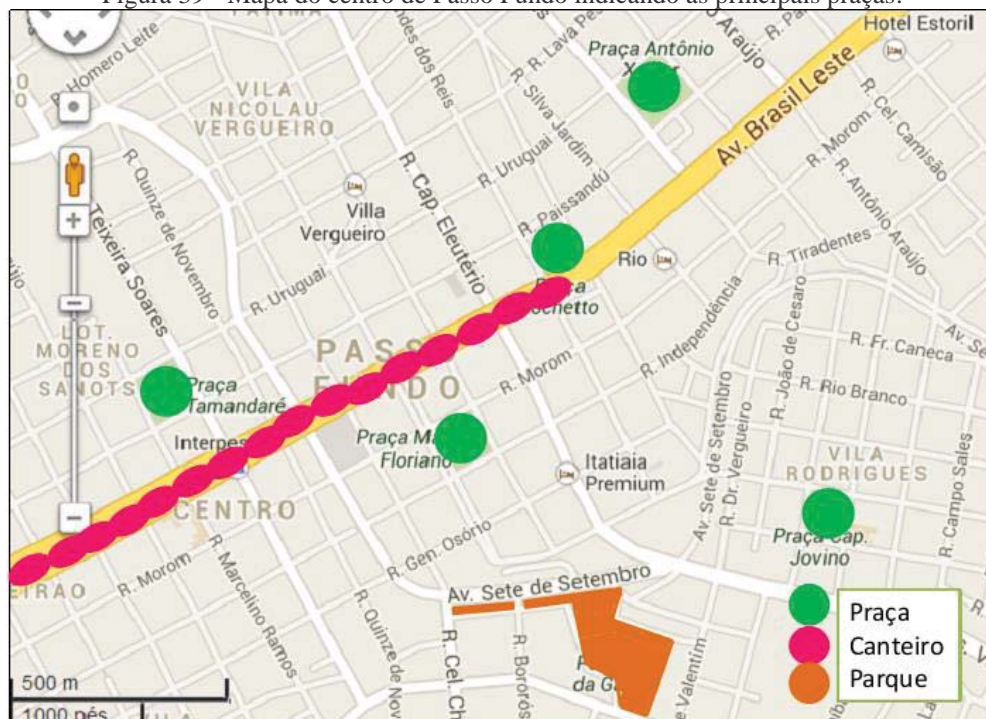 Figura 39 - Mapa do centro de Passo Fundo indicando as principais praças.
Hotel Estoril
Praça Antônio
R. Homero Leite
R. Lava Pés
Araújo
VILA
NICOLAU
VERGUEIRO
R. Silva Jardim
Av. Brasil Leste
R. Cel. Camisão
R. Morom
R. Quinze de Novembro
Teixeira Soares
R. Cap. Eleutério
R. Uruguai
R. Paissandú
Villa
Vergueiro
R. Antônio Araújo
Rio
R. Tiradentes
R. Uruguai
R. Independência
LOT.
MORENO
DOS
SANOTS
PASSO
FUNDO
R. João de Cesaro
R. Fr. Caneca
R. Morom
R. Rio Branco
Praça
Tamandaré
Praça
Floriano
Itatiaia
Premium
Av. Sete de Setembro
R. Dr. Vergueiro
VILA
RODRIGUES
R. Campo Sales
CENTRO
Praça Cap.
Jovino
R. Gen. Osório
R. Morom
R. Marcelino Ramos
Av. Sete de Setembro
R. Quinze de Nov
R. Cel. Ch
R. Bororós
da Ga
Valentim
Praça
Canteiro
Parque
500 m
1000 pés